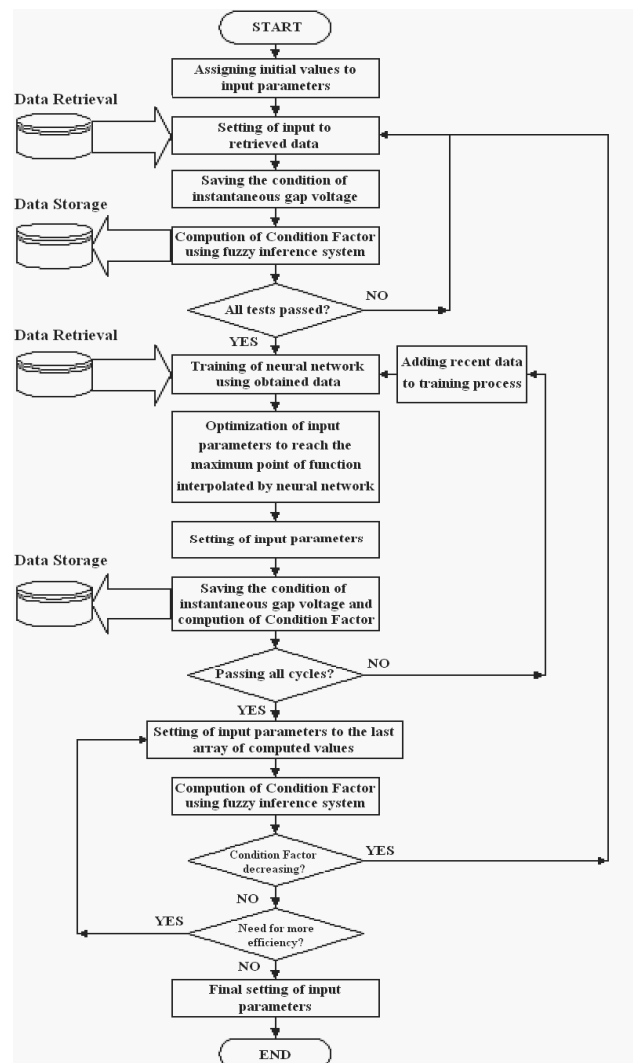 START
Assigning initial values to
input parameters
Data Retrieval
Setting of input to
retrieved data
Saving the condition of
instantaneous gap voltage
Data Storage
Compution of Condition Factor
using fuzzy inference system
All tests passed?
NO
YES
Data Retrieval
Training of neural network
using obtained data
Adding recent data
to training process
Optimization of input
parameters to reach the
maximum point of function
interpolated by neural network
Setting of input parameters
Data Storage
Saving the condition of
instantaneous gap voltage and
compution of Condition Factor
Passing all cycles?
NO
YES
Setting of input parameters to the last
array of computed values
Compution of Condition Factor
using fuzzy inference system
Condition Factor
decreasing?
YES
NO
Need for more
efficiency?
YES
NO
Final setting of input
parameters
END